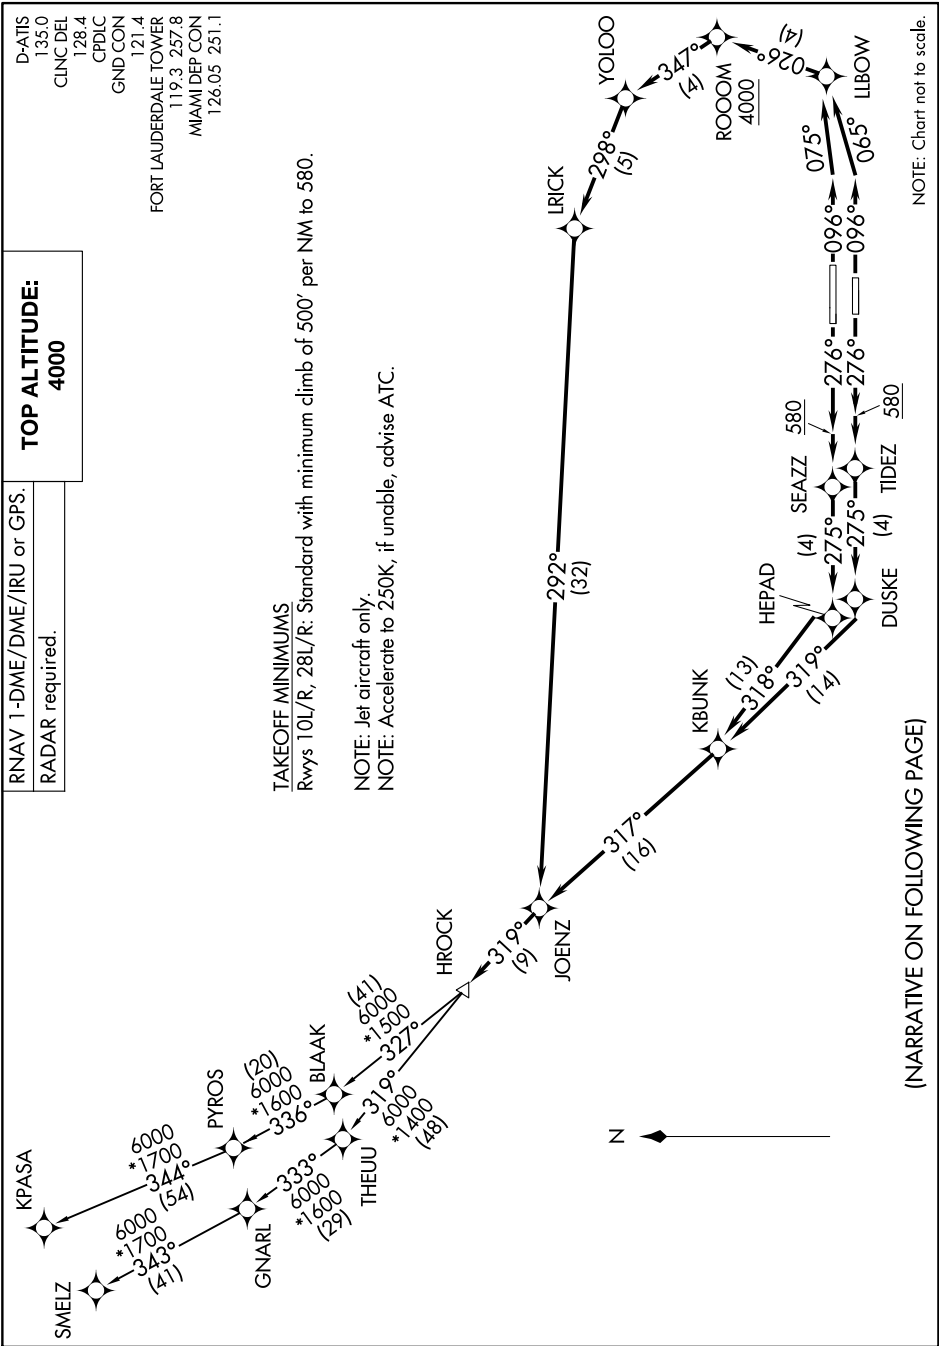 RNAV 1-DME/DME/IRU or GPS.
RADAR required.
TOP ALTITUDE:
4000
D-ATIS
135.0
CLNC DEL
128.4
CPDLC
GND CON
121.4
FORT LAUDERDALE TOWER
119.3 257.8
MIAMI DEP CON
126.05 251.1
TAKEOFF MINIMUMS
Rwys 10L/R, 28L/R: Standard with minimum climb of 500' per NM to 580.
NOTE: Jet aircraft only.
NOTE: Accelerate to 250K, if unable, advise ATC.
KPASA
6000
*1700
344°
(54)
SMELZ
6000
*1700
343°
(41)
PYROS
(20)
6000
*1600
336°
GNARL
333°
6000
*1600
(29)
BLAAK
(41)
6000
*1500
327°
THEUU
319°
6000
*1400
(48)
HROCK
319°
(9)
JOENZ
292°
(32)
LRICK
298°
(5)
YOLOO
347°
(4)
ROOOM
4000
026°
(4)
LLBOW
075°
065°
096°
096°
276°
276°
580
580
SEAZZ
TIDEZ
(4)
275°
275°
(4)
HEPAD
DUSKE
(13)
318°
319°
(14)
KBUNK
317°
(16)
N
NOTE: Chart not to scale.
(NARRATIVE ON FOLLOWING PAGE)